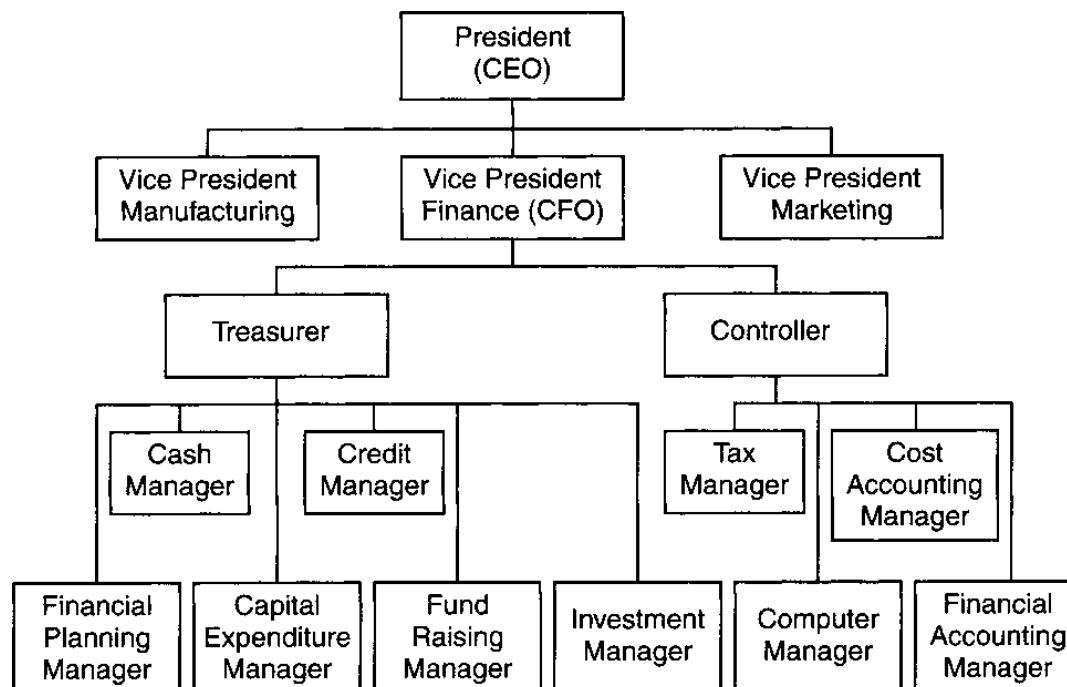 President
(CEO)
Vice President
Manufacturing
Vice President
Finance (CFO)
Vice President
Marketing
Treasurer
Controller
Cash
Manager
Credit
Manager
Tax
Manager
Cost
Accounting
Manager
Financial
Planning
Manager
Capital
Expenditure
Manager
Fund
Raising
Manager
Investment
Manager
Computer
Manager
Financial
Accounting
Manager